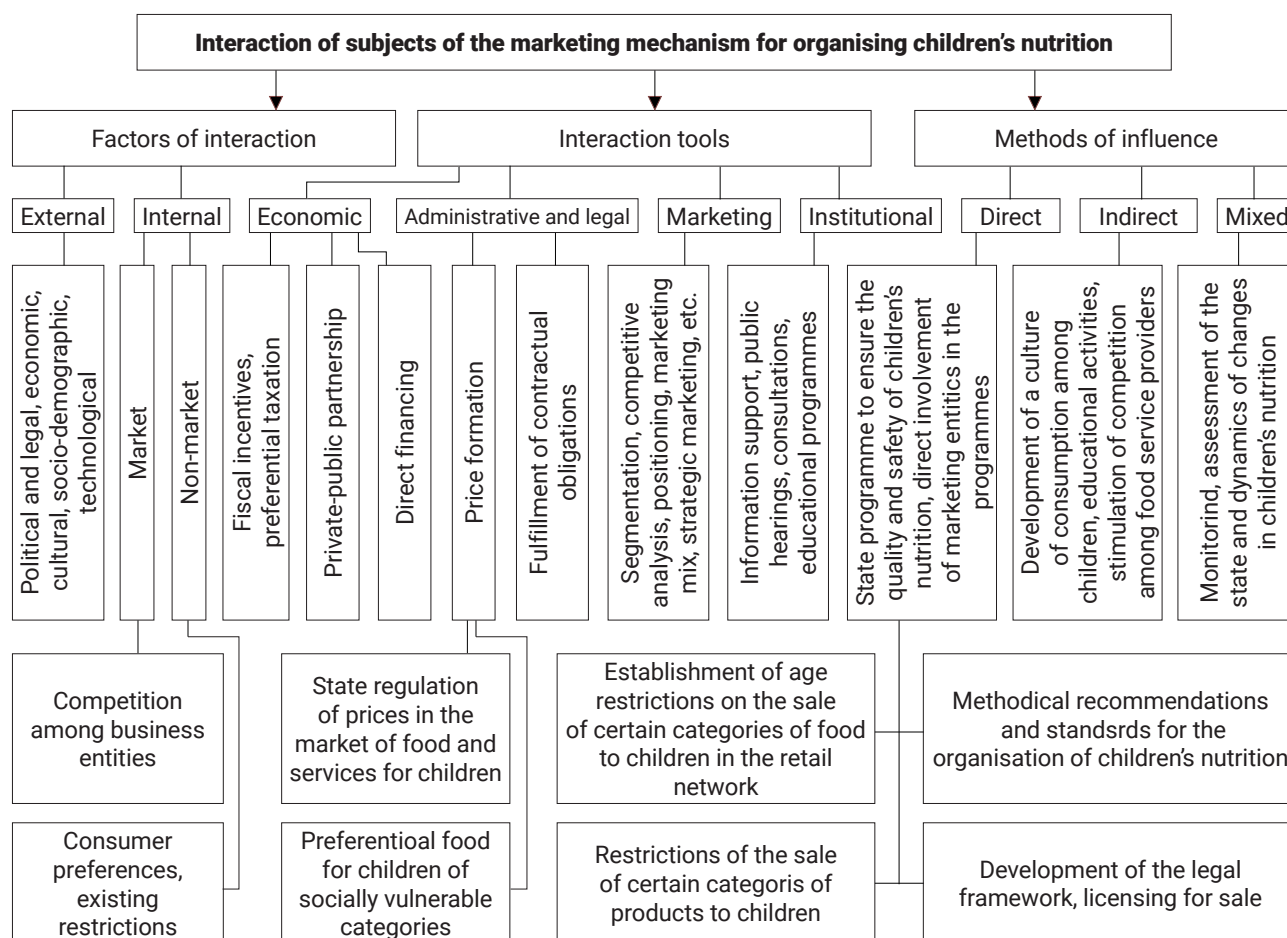 Interaction of subjects of the marketing mechanism for organising children's nutrition
Factors of interaction
Interaction tools
Methods of influence
External
Internal
Economic
Administrative and legal
Marketing
Institutional
Direct
Indirect
Mixed
Political and legal, economic,
cultural, socio-demographic,
technological
Market
Non-market
Fiscal incentives,
preferential taxation
Private-public partnership
Direct financing
Price formation
Fulfillment of contractual
obligations
Segmentation, competitive
analysis, positioning, marketing
mix, strategic marketing, etc.
Information support, public
hearings, consultations,
educational programmes
State programme to ensure the
quality and safety of children's
nutrition, direct involvement
of marketing entitics in the
programmes
Development of a culture
of consumption among
children, educational activities,
stimulation of competition
among food service providers
Monitorind, assessment of the
state and dynamics of changes
in children's nutrition
Competition
among business
entities
State regulation
of prices in the
market of food and
services for children
Establishment of age
restrictions on the sale
of certain categories of food
to children in the retail
network
Methodical recommendations
and standsrds for the
organisation of children's nutrition
Consumer
preferences,
existing
restrictions
Preferentioal food
for children of
socially vulnerable
categories
Restrictions of the sale
of certain categoris of
products to children
Development of the legal
framework, licensing for sale